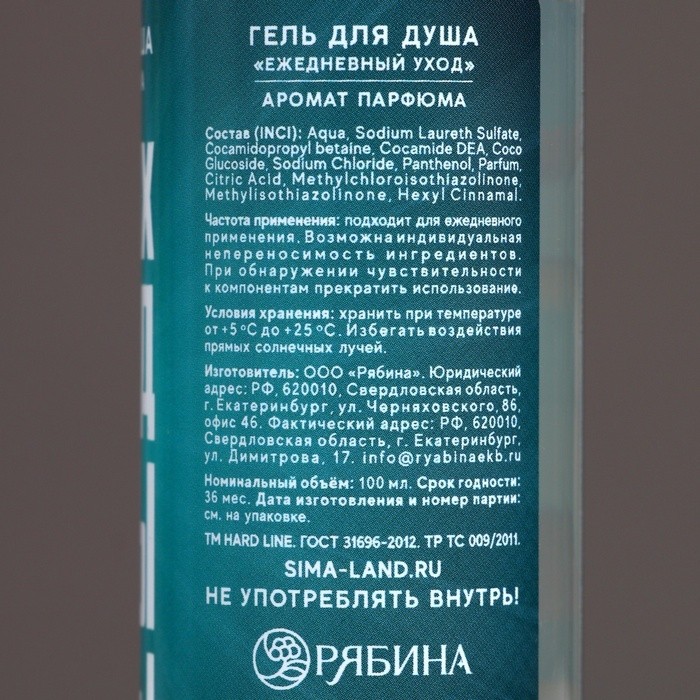 ГЕЛЬ ДЛЯ ДУША
«ЕЖЕДНЕВНЫЙ УХОД»
АРОМАТ ПАРФЮМА
Состав (INCI): Aqua, Sodium Laureth Sulfate,
Cocamidopropyl betaine, Cocamide DEA, Coco
Glucoside, Sodium Chloride, Panthenol, Parfum,
Citric Acid, Methylchloroisothiazolinone,
Methylisothiazolinone, Hexyl Cinnamal.
Частота применения: подходит для ежедневного
применения. Возможна индивидуальная
непереносимость ингредиентов.
При обнаружении чувствительности
к компонентам прекратить использование.
Условия хранения: хранить при температуре
от +5 °C до +25 °C. Избегать воздействия
прямых солнечных лучей.
Изготовитель: ООО «Рябина». Юридический
адрес: РФ, 620010, Свердловская область,
г. Екатеринбург, ул. Черняховского, 86,
офис 46. Фактический адрес: РФ, 620010,
Свердловская область, г. Екатеринбург,
ул. Димитрова, 17. info@ryabinaekb.ru
Номинальный объём: 100 мл. Срок годности:
36 мес. Дата изготовления и номер партии:
см. на упаковке.
TM HARD LINE. ГОСТ 31696-2012. ТР ТС 009/2011.
SIMA-LAND.RU
НЕ УПОТРЕБЛЯТЬ ВНУТРЬ!
РЯБИНА